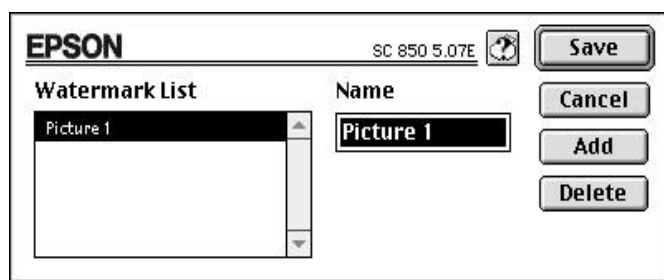 EPSON
SC 850 5.07E
Save
Watermark List
Name
Cancel
Picture 1
Picture 1
Add
Delete